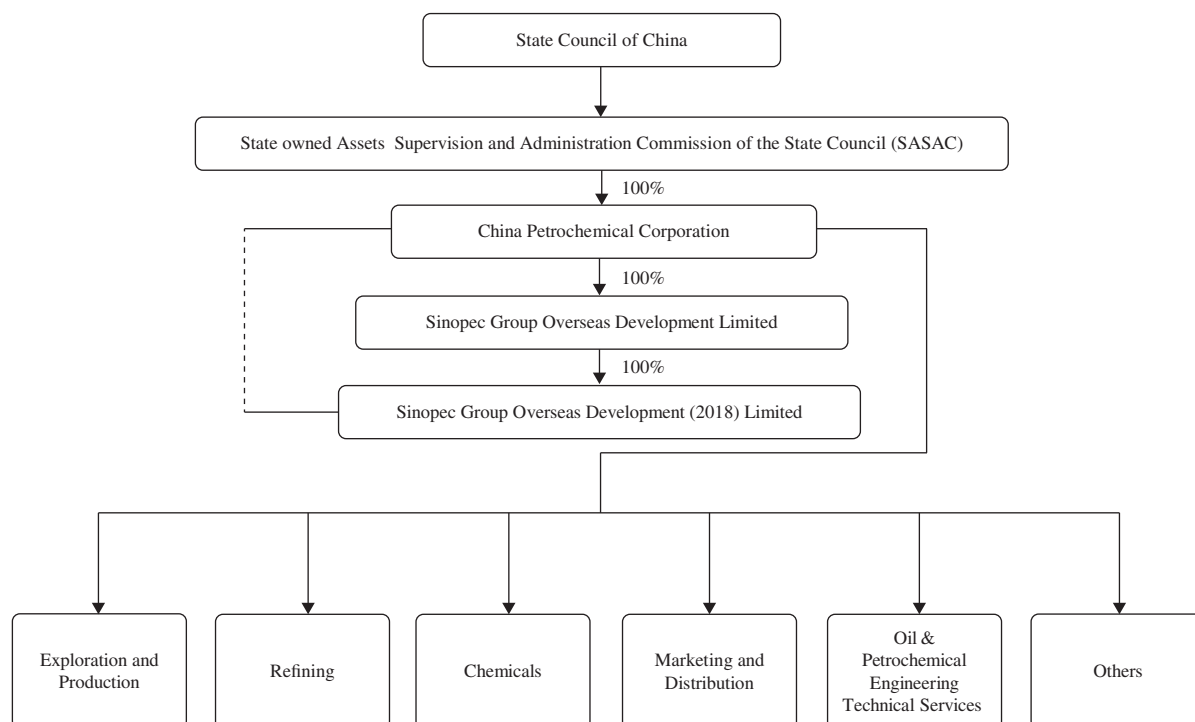 State Council of China
State owned Assets Supervision and Administration Commission of the State Council (SASAC)
100%
China Petrochemical Corporation
100%
Sinopec Group Overseas Development Limited
100%
Sinopec Group Overseas Development (2018) Limited
Exploration and
Production
Refining
Chemicals
Marketing and
Distribution
Oil &
Petrochemical
Engineering
Technical Services
Others